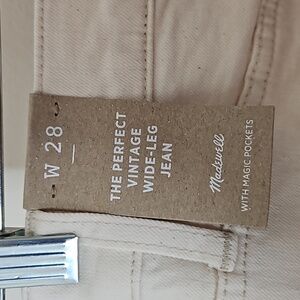 W 28
THE PERFECT
VINTAGE
WIDE-LEG
JEAN
Madewell
WITH MAGIC POCKETS